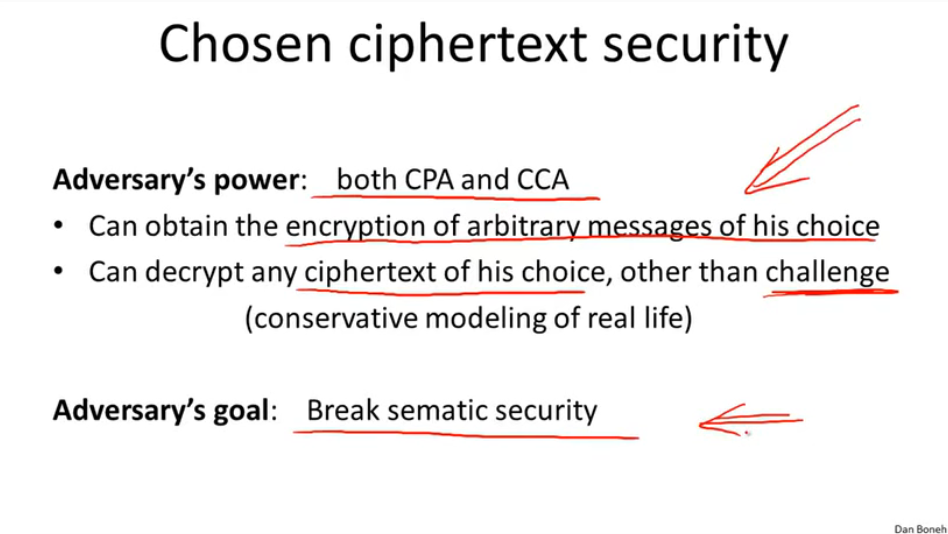 Chosen ciphertext security
Adversary’s power: both CPA and CCA
• Can obtain the encryption of arbitrary messages of his choice
• Can decrypt any ciphertext of his choice, other than challenge
(conservative modeling of real life)
Adversary’s goal: Break sematic security
Dan Boneh